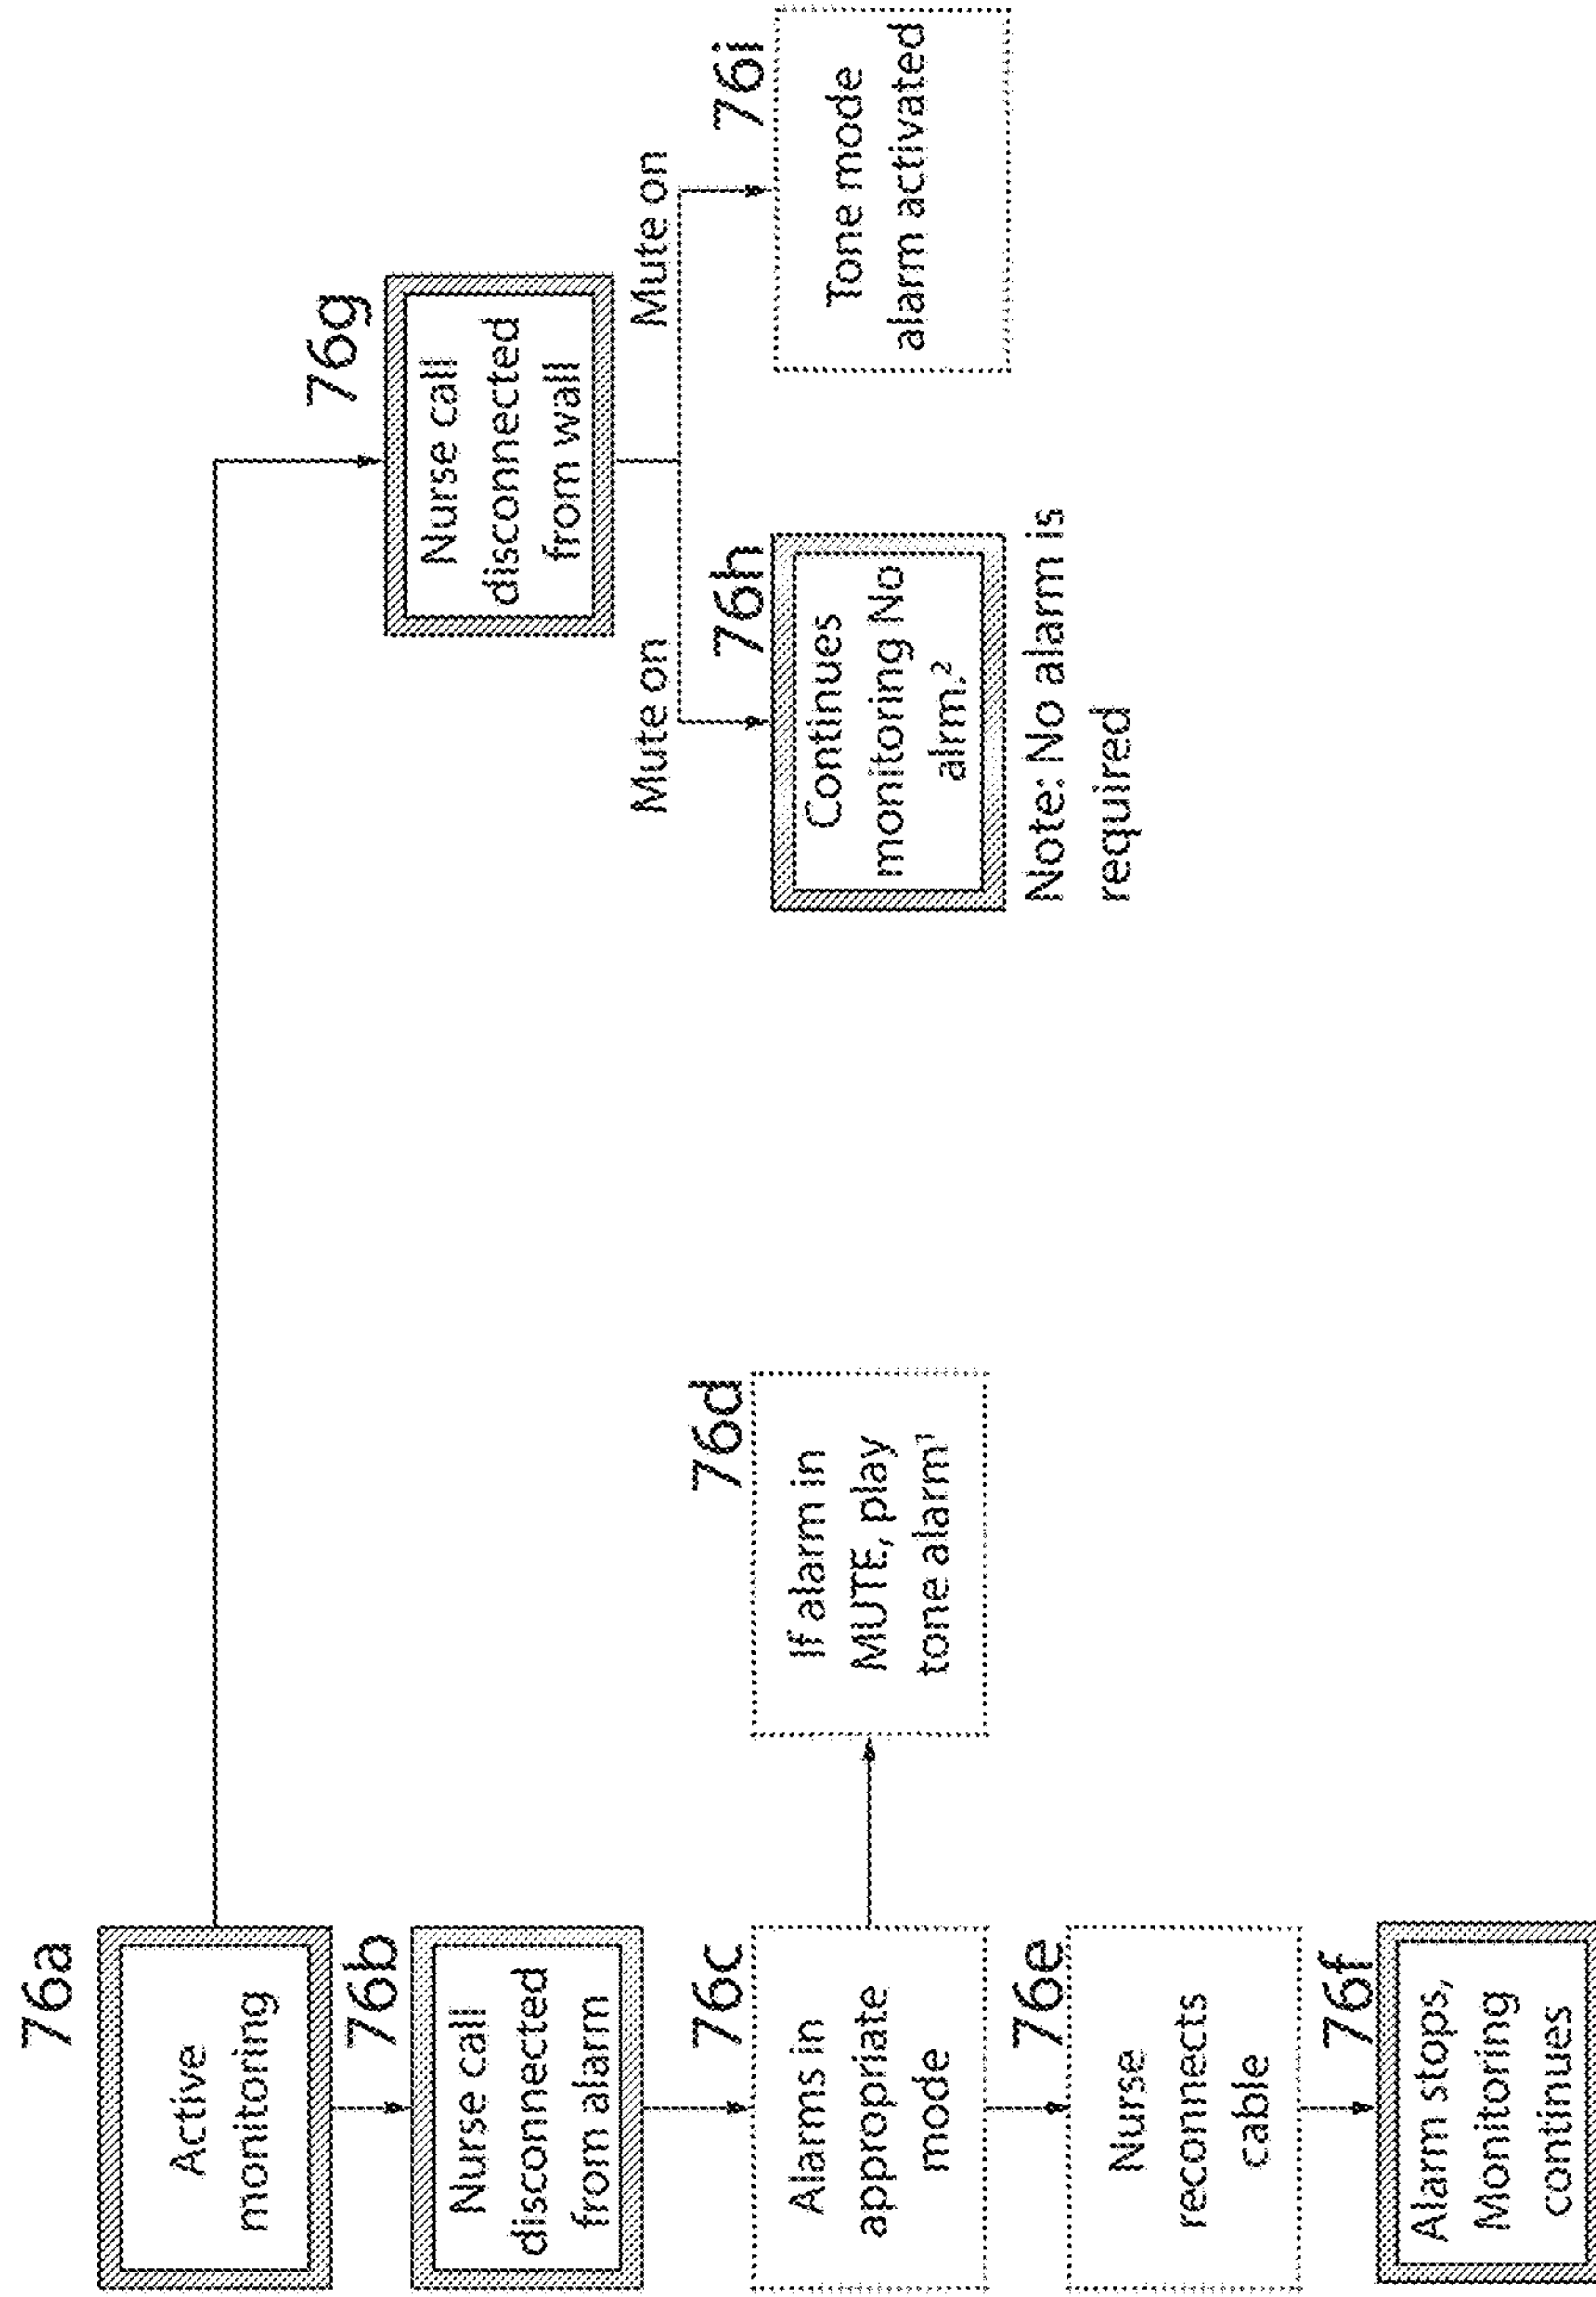 76a
Active
monitoring
76b
Nurse call
disconnected
from alarm
76c
Alarms in
appropriate
mode
76d
If alarm in
MUTE, play
tone alarm¹
76e
Nurse
reconnects
cable
76f
Alarm stops,
Monitoring
continues
76g
Nurse call
disconnected
from wall
Mute on
Mute on
76h
Continues
monitoring No
alrm.²
Note: No alarm is
required
76i
Tone mode
alarm activated